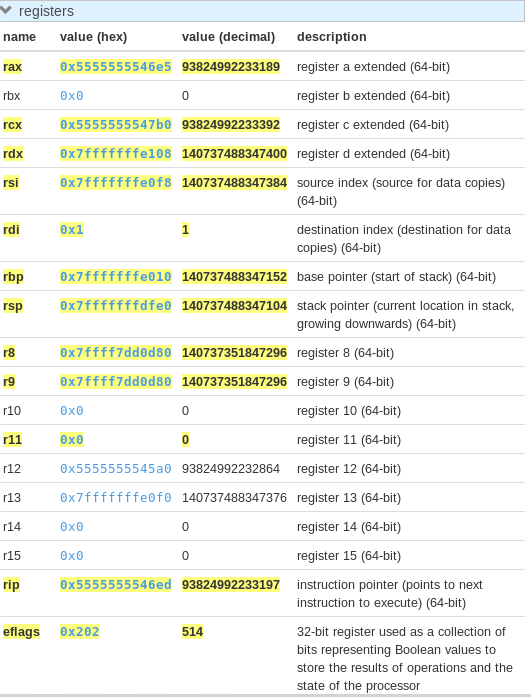 registers
name value (hex) value (decimal) description
rax 0x5555555546e5 93824992233189 register a extended (64-bit)
rbx 0x0 0 register b extended (64-bit)
rcx 0x5555555547b0 93824992233392 register c extended (64-bit)
rdx 0x7fffffffe108 140737488347400 register d extended (64-bit)
rsi 0x7fffffffe0f8 140737488347384 source index (source for data copies)
(64-bit)
rdi 0x1 1 destination index (destination for data
copies) (64-bit)
rbp 0x7fffffffe010 140737488347152 base pointer (start of stack) (64-bit)
rsp 0x7fffffffdfe0 140737488347104 stack pointer (current location in stack,
growing downwards) (64-bit)
r8 0x7ffff7dd0d80 140737351847296 register 8 (64-bit)
r9 0x7ffff7dd0d80 140737351847296 register 9 (64-bit)
r10 0x0 0 register 10 (64-bit)
r11 0x0 0 register 11 (64-bit)
r12 0x5555555545a0 93824992232864 register 12 (64-bit)
r13 0x7fffffffe0f0 140737488347376 register 13 (64-bit)
r14 0x0 0 register 14 (64-bit)
r15 0x0 0 register 15 (64-bit)
rip 0x5555555546ed 93824992233197 instruction pointer (points to next
instruction to execute) (64-bit)
eflags 0x202 514 32-bit register used as a collection of
bits representing Boolean values to
store the results of operations and the
state of the processor